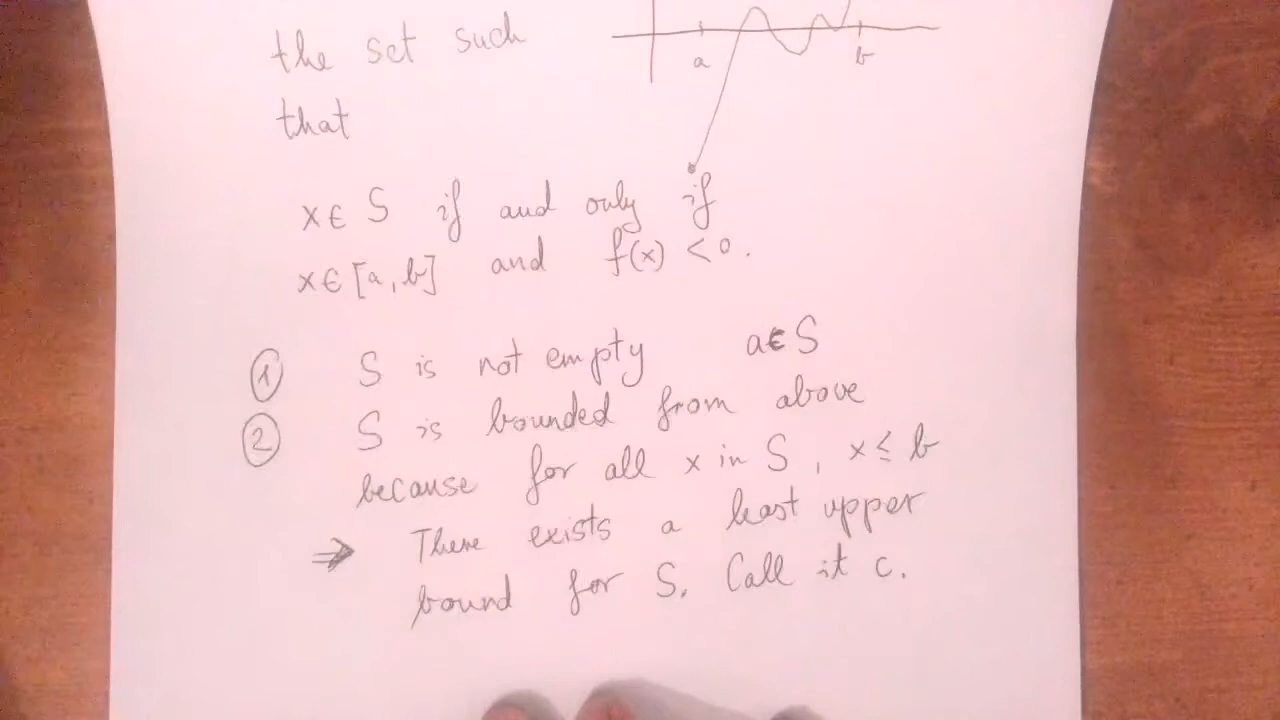 the set such
a
b
that
x∈ S if and only if
x∈[a,b] and f(x) <0.
① S is not empty a∈S
② S is bounded from above
because for all x in S, x≤ b
⇒ There exists a least upper
bound for S. Call it c.